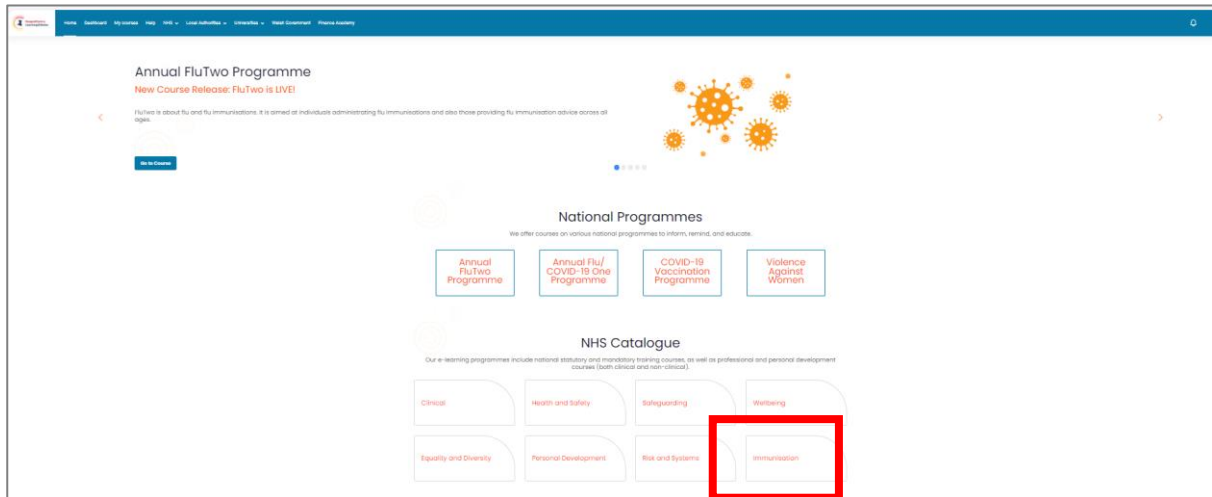 Home Dashboard My courses Help NHS Local Authorities Universities Welsh Government Finance Academy
Annual FluTwo Programme
New Course Release: FluTwo is LIVE!
FluTwo is about flu and flu immunisations. It is aimed at individuals administrating flu immunisations and also those providing flu immunisation advice across all
ages.
Go to Course
National Programmes
We offer courses on various national programmes to inform, remind, and educate.
Annual
FluTwo
Programme
Annual Flu/
COVID-19 One
Programme
COVID-19
Vaccination
Programme
Violence
Against
Women
NHS Catalogue
Our e-learning programmes include national statutory and mandatory training courses, as well as professional and personal development
courses (both clinical and non-clinical).
Clinical
Health and Safety
Safeguarding
Wellbeing
Equality and Diversity
Personal Development
Risk and Systems
Immunisation